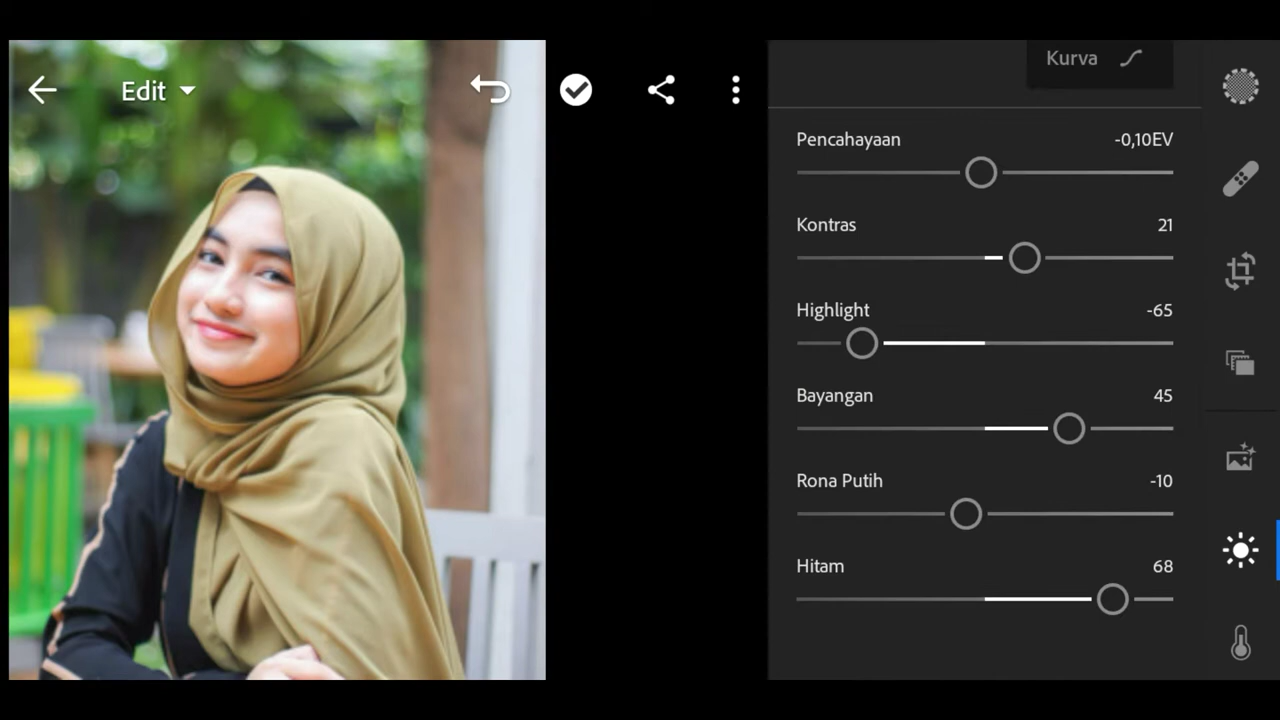 Edit
Kurva
Pencahayaan -0,10EV
Kontras 21
Highlight -65
Bayangan 45
Rona Putih -10
Hitam 68